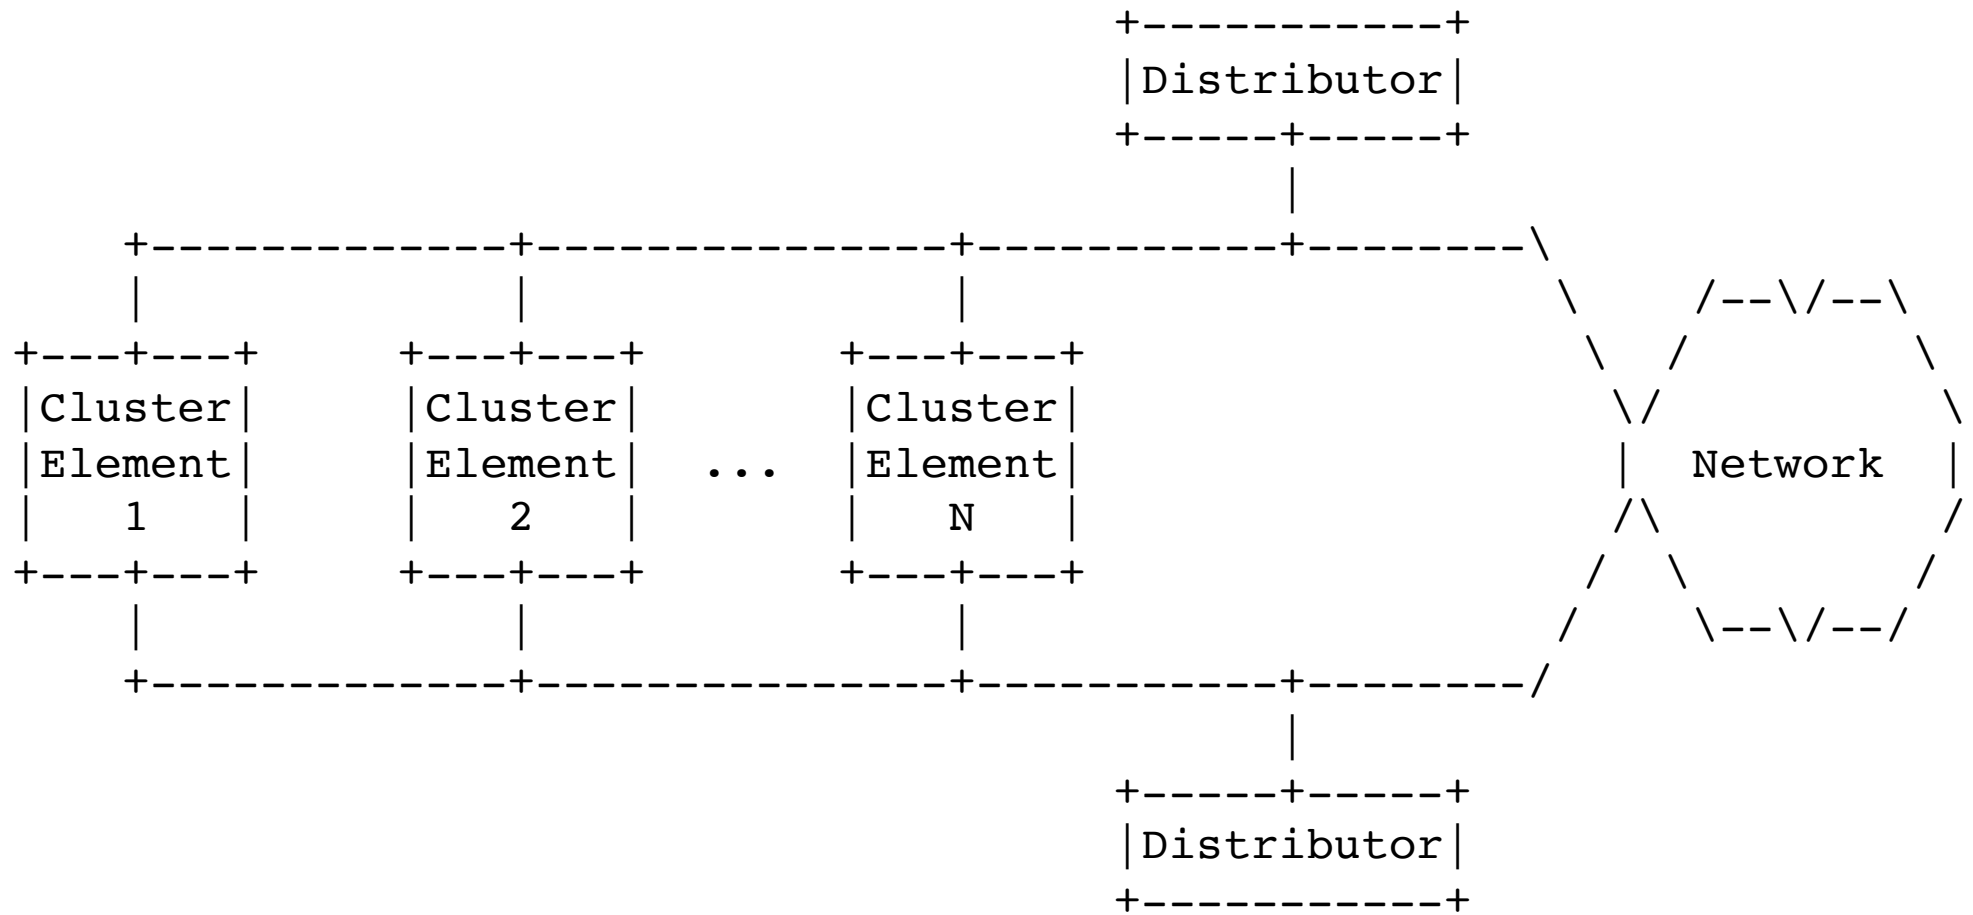 Distributor
Cluster Cluster Cluster
Element Element ... Element Network
1 2 N
Distributor